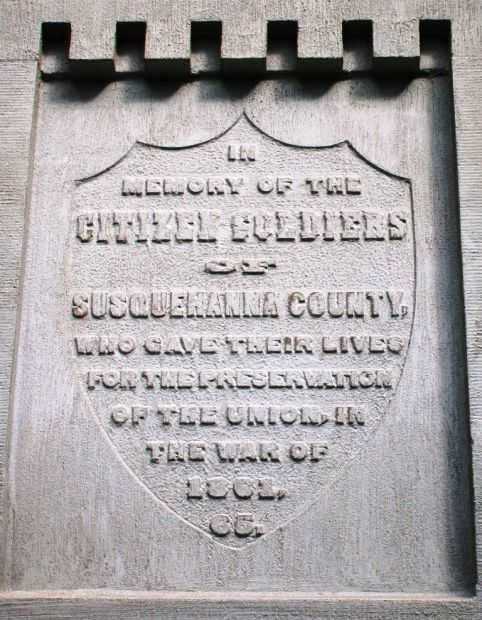 IN
MEMORY OF THE
CITIZEN SOLDIERS
OF
SUSQUEHANNA COUNTY,
WHO GAVE THEIR LIVES
FOR THE PRESERVATION
OF THE UNION, IN
THE WAR OF
1861,
65.